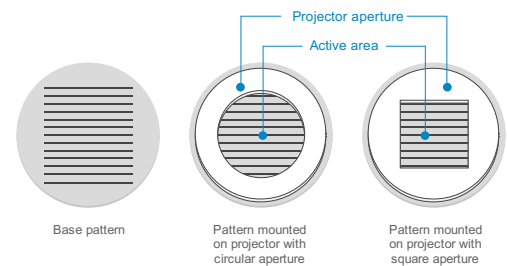 Projector aperture
Active area
Base pattern
Pattern mounted
on projector with
circular aperture
Pattern mounted
on projector with
square aperture